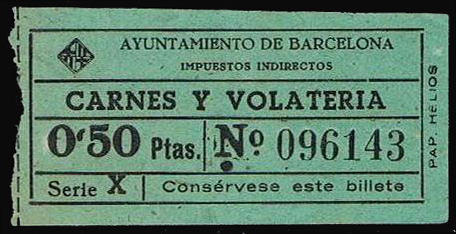 AYUNTAMIENTO DE BARCELONA
IMPUESTOS INDIRECTOS
CARNES Y VOLATERIA
0'50 Ptas. Nº 096143
Serie X Consérvese este billete
PAP. HELIOS